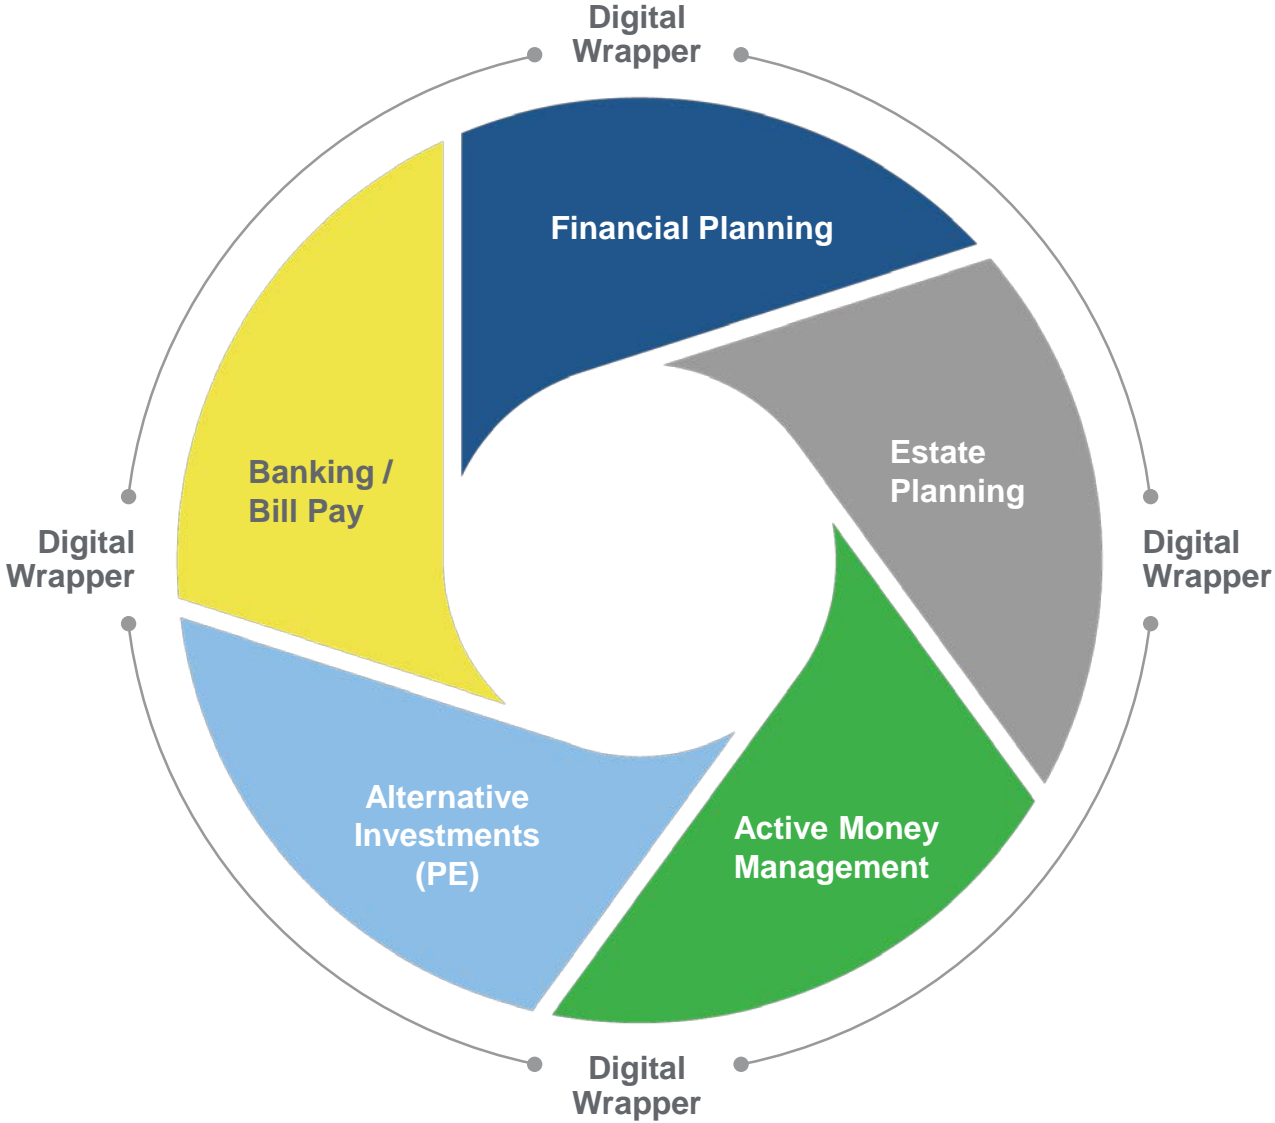 Digital
Wrapper
Financial Planning
Estate
Planning
Banking /
Bill Pay
Digital
Wrapper
Digital
Wrapper
Alternative
Investments
(PE)
Active Money
Management
Digital
Wrapper